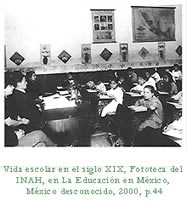 Vida escolar en el siglo XIX, Fototeca del
INAH, en La Educación en México,
México desconocido, 2000, p.44